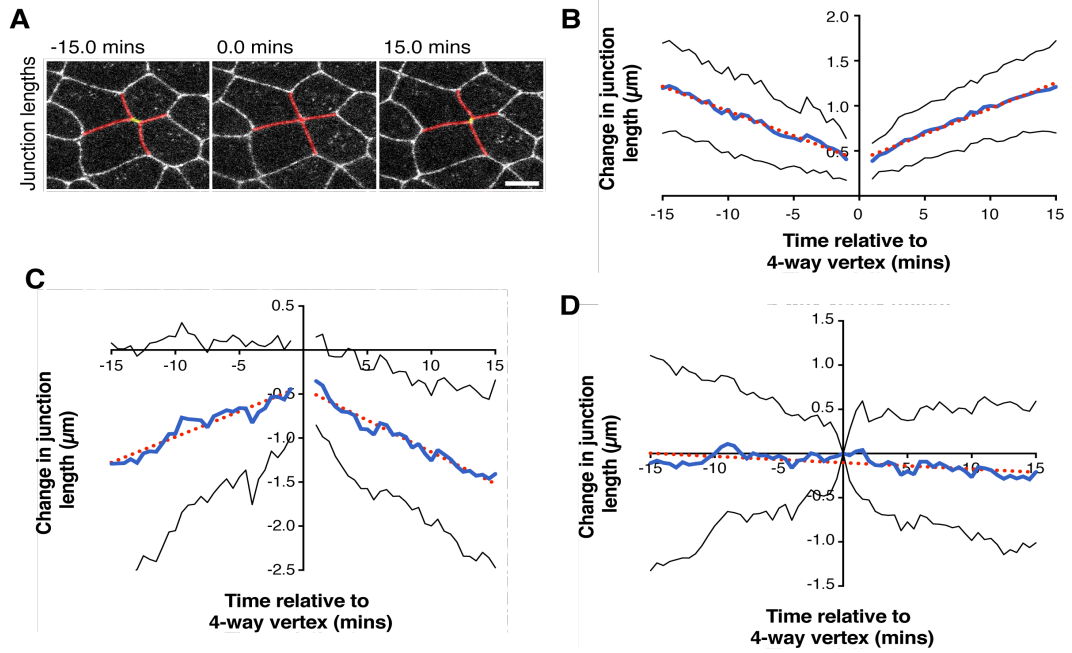 A
-15.0 mins
0.0 mins
15.0 mins
Junction lengths
B
Change in junction
length (µm)
2.0
1.5
1.0
0.5
-15
-10
-5
0
5
10
15
Time relative to
4-way vertex (mins)
C
Change in junction
length (µm)
0.5
-15
-10
-5
5
10
15
-0.5
-1.0
-1.5
-2.0
-2.5
Time relative to
4-way vertex (mins)
D
Change in junction
length (µm)
1.5
1.0
0.5
-15
-10
-5
5
10
15
-0.5
-1.0
-1.5
Time relative to
4-way vertex (mins)